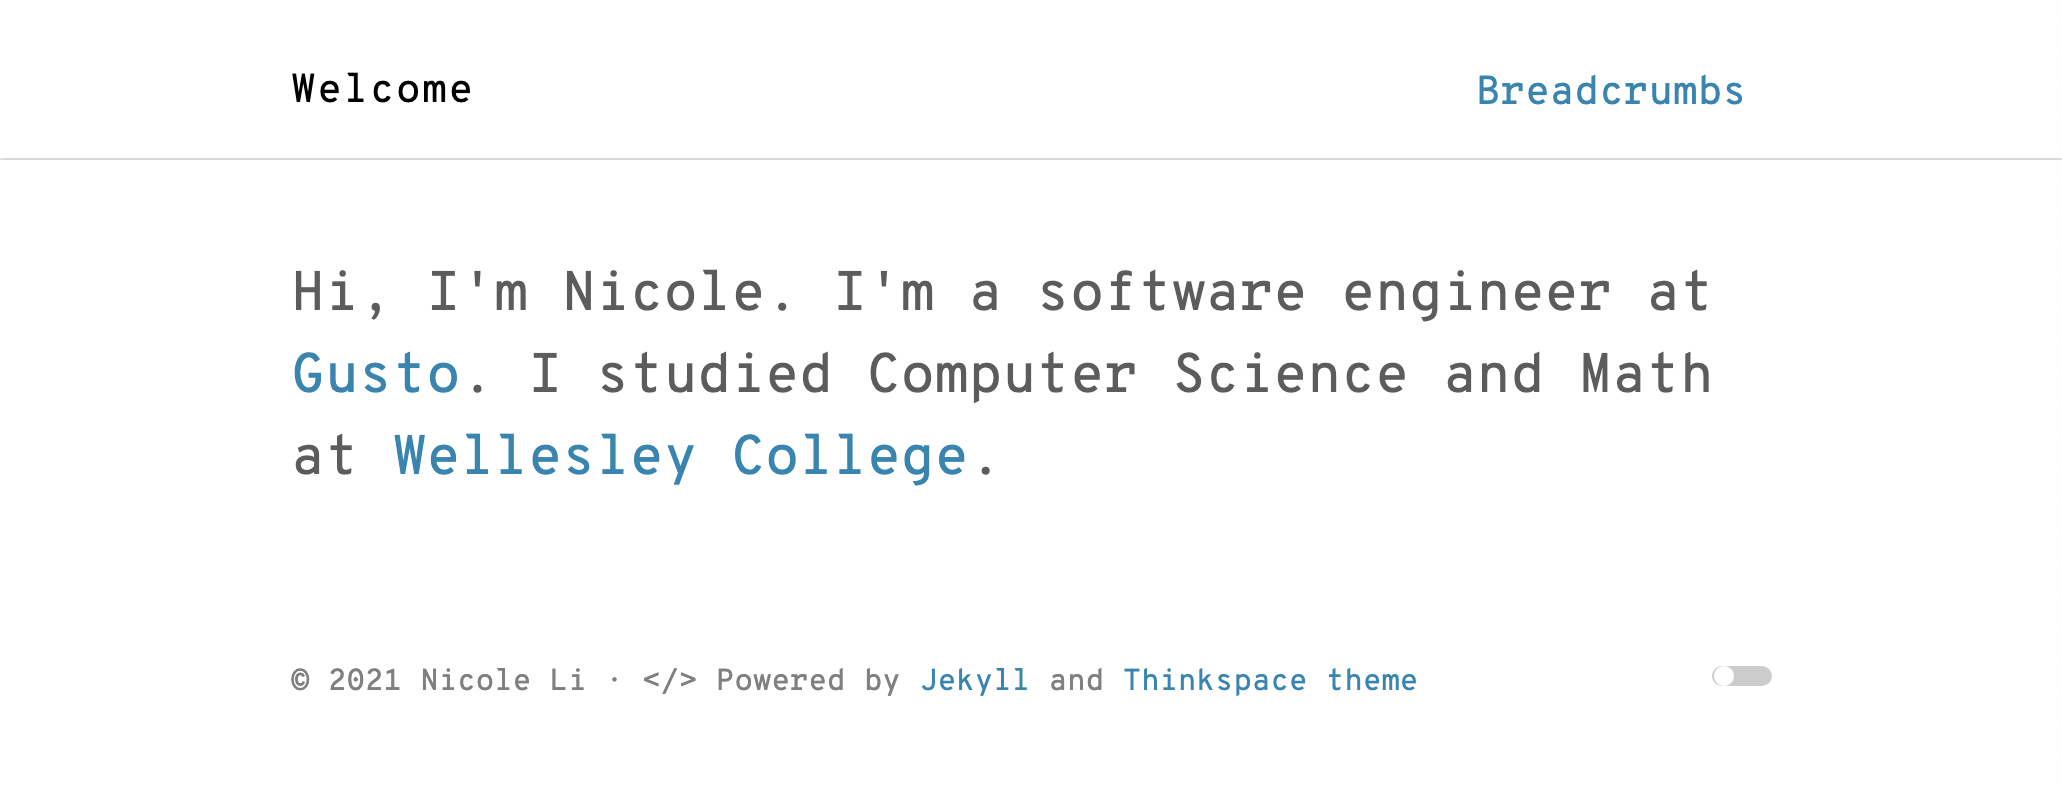 Welcome
Breadcrumbs
Hi, I'm Nicole. I'm a software engineer at
Gusto. I studied Computer Science and Math
at Wellesley College.
© 2021 Nicole Li · </> Powered by Jekyll and Thinkspace theme